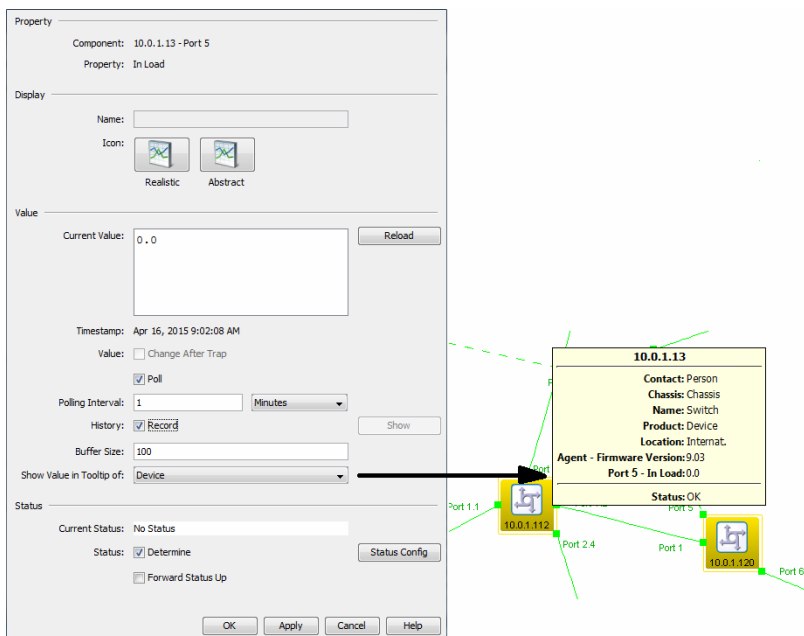 Property
Component: 10.0.1.13 - Port 5
Property: In Load
Display
Name:
Icon:
Realistic Abstract
Value
Current Value: 0.0 Reload
Timestamp: Apr 16, 2015 9:02:08 AM
Value: Change After Trap
Poll
Polling Interval: 1 Minutes
History: Record Show
Buffer Size: 100
Show Value in Tooltip of: Device
Status
Current Status: No Status
Status: Determine Status Config
Forward Status Up
OK Apply Cancel Help
10.0.1.13
Contact: Person
Chassis: Chassis
Name: Switch
Product: Device
Location: Internat.
Agent - Firmware Version: 9.03
Port 5 - In Load: 0.0
Status: OK
Port
Port 1.1
10.0.1.112
Port 2.4
Port 5
Port 1
10.0.1.120
Port 6